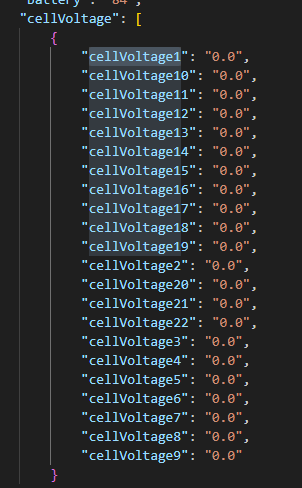 "battery": "84",
"cellVoltage": [
{
"cellVoltage1": "0.0",
"cellVoltage10": "0.0",
"cellVoltage11": "0.0",
"cellVoltage12": "0.0",
"cellVoltage13": "0.0",
"cellVoltage14": "0.0",
"cellVoltage15": "0.0",
"cellVoltage16": "0.0",
"cellVoltage17": "0.0",
"cellVoltage18": "0.0",
"cellVoltage19": "0.0",
"cellVoltage2": "0.0",
"cellVoltage20": "0.0",
"cellVoltage21": "0.0",
"cellVoltage22": "0.0",
"cellVoltage3": "0.0",
"cellVoltage4": "0.0",
"cellVoltage5": "0.0",
"cellVoltage6": "0.0",
"cellVoltage7": "0.0",
"cellVoltage8": "0.0",
"cellVoltage9": "0.0"
}